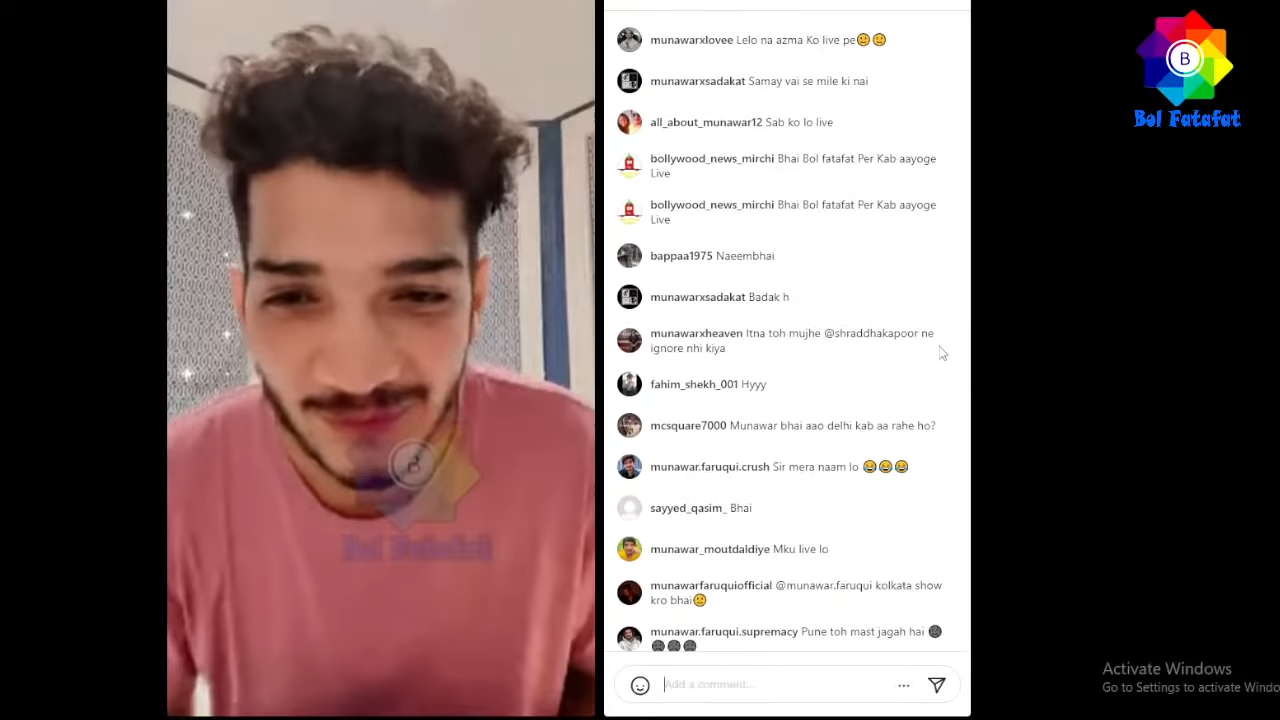 munawarxlovee Lelo na azma Ko live pe🙂🙂
munawarxsadakat Samay vai se mile ki nai
all_about_munawar12 Sab ko lo live
bollywood_news_mirchi Bhai Bol fatafat Per Kab aayoge
Live
bollywood_news_mirchi Bhai Bol fatafat Per Kab aayoge
Live
bappaa1975 Naeembhai
munawarxsadakat Badak h
munawarxheaven Itna toh mujhe @shraddhakapoor ne
ignore nhi kiya
fahim_shekh_001 Hyyy
mcsquare7000 Munawar bhai aao delhi kab aa rahe ho?
munawar.faruqui.crush Sir mera naam lo 😂😂😂
sayyed_qasim_ Bhai
munawar_moutdaldiye Mku live lo
munawarfaruquiofficial @munawar.faruqui kolkata show
kro bhai🙂
munawar.faruqui.supremacy Pune toh mast jagah hai
Add a comment...
B
Bol Fatafat
B
Bol Fatafat
Activate Windows
Go to Settings to activate Windo